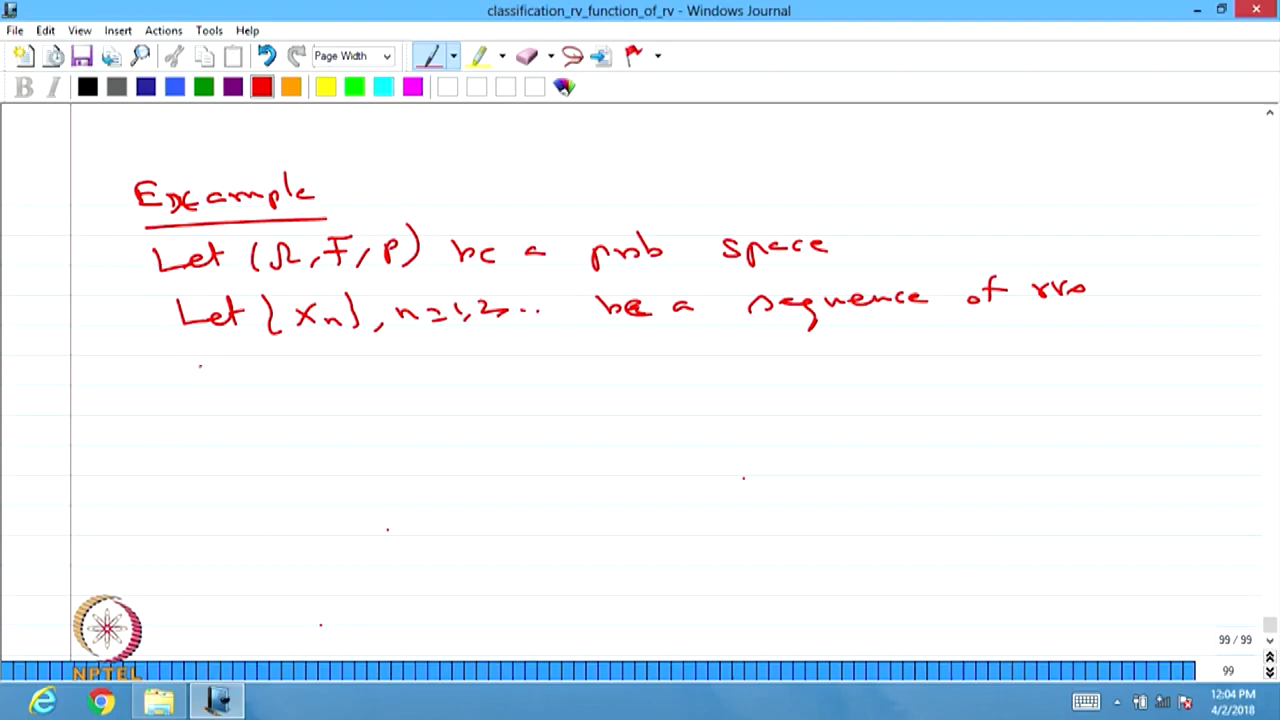 classification_rv_function_of_rv - Windows Journal
File Edit View Insert Actions Tools Help
Page Width
B I
Example
Let (Ω, F, P) be a prob space
Let {Xn}, n=1,2,... be a sequence of rvs
99 / 99
NPTEL
99
12:04 PM
4/2/2018